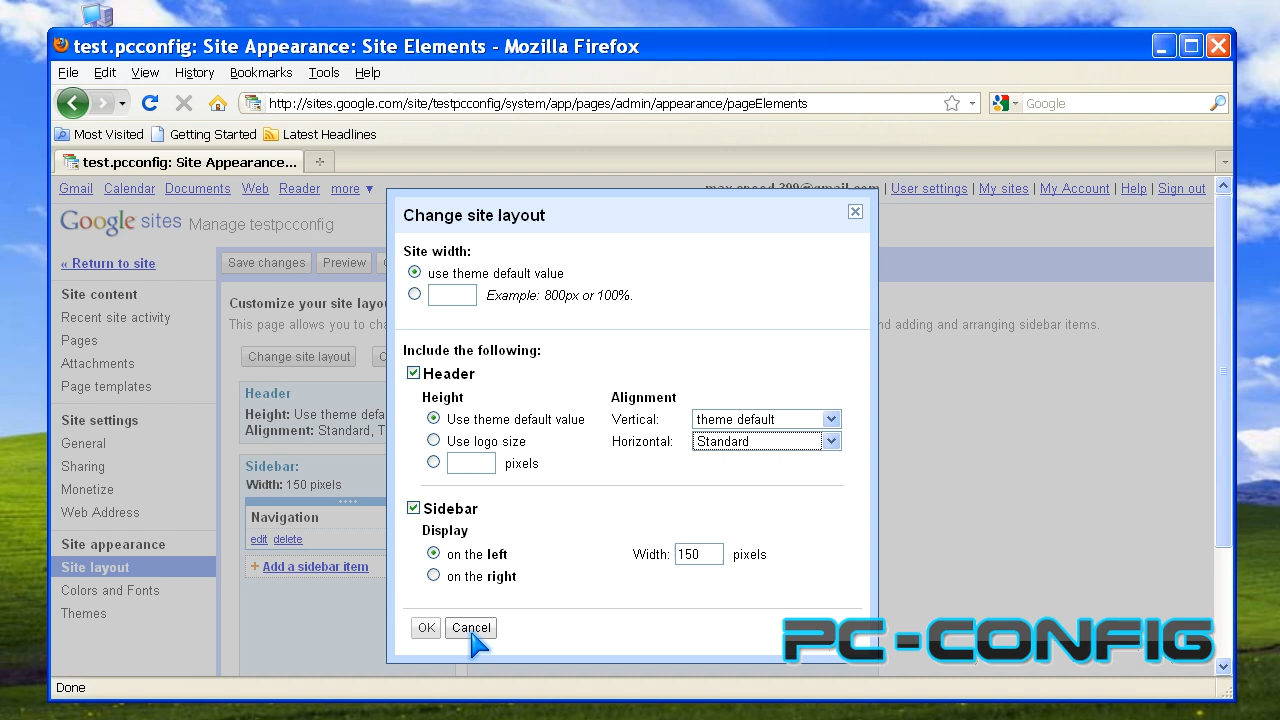 test.pcconfig: Site Appearance: Site Elements - Mozilla Firefox
File Edit View History Bookmarks Tools Help
http://sites.google.com/site/testpcconfig/system/app/pages/admin/appearance/pageElements
Google
Most Visited Getting Started Latest Headlines
test.pcconfig: Site Appearance...
Gmail Calendar Documents Web Reader more ▼ | User settings | My sites | My Account | Help | Sign out
Google sites Manage testpcconfig
« Return to site
Save changes Preview
Site content
Recent site activity
Pages
Attachments
Page templates
Site settings
General
Sharing
Monetize
Web Address
Site appearance
Site layout
Colors and Fonts
Themes
Customize your site layou
This page allows you to cha
nd adding and arranging sidebar items.
Change site layout
Header
Height: Use theme defa
Alignment: Standard, T
Sidebar:
Width: 150 pixels
Navigation
edit delete
+ Add a sidebar item
Change site layout
Site width:
use theme default value
Example: 800px or 100%.
Include the following:
Header
Height Alignment
Use theme default value Vertical: theme default
Use logo size Horizontal: Standard
pixels
Sidebar
Display
on the left Width: 150 pixels
on the right
OK Cancel
PC-CONFIG
Done